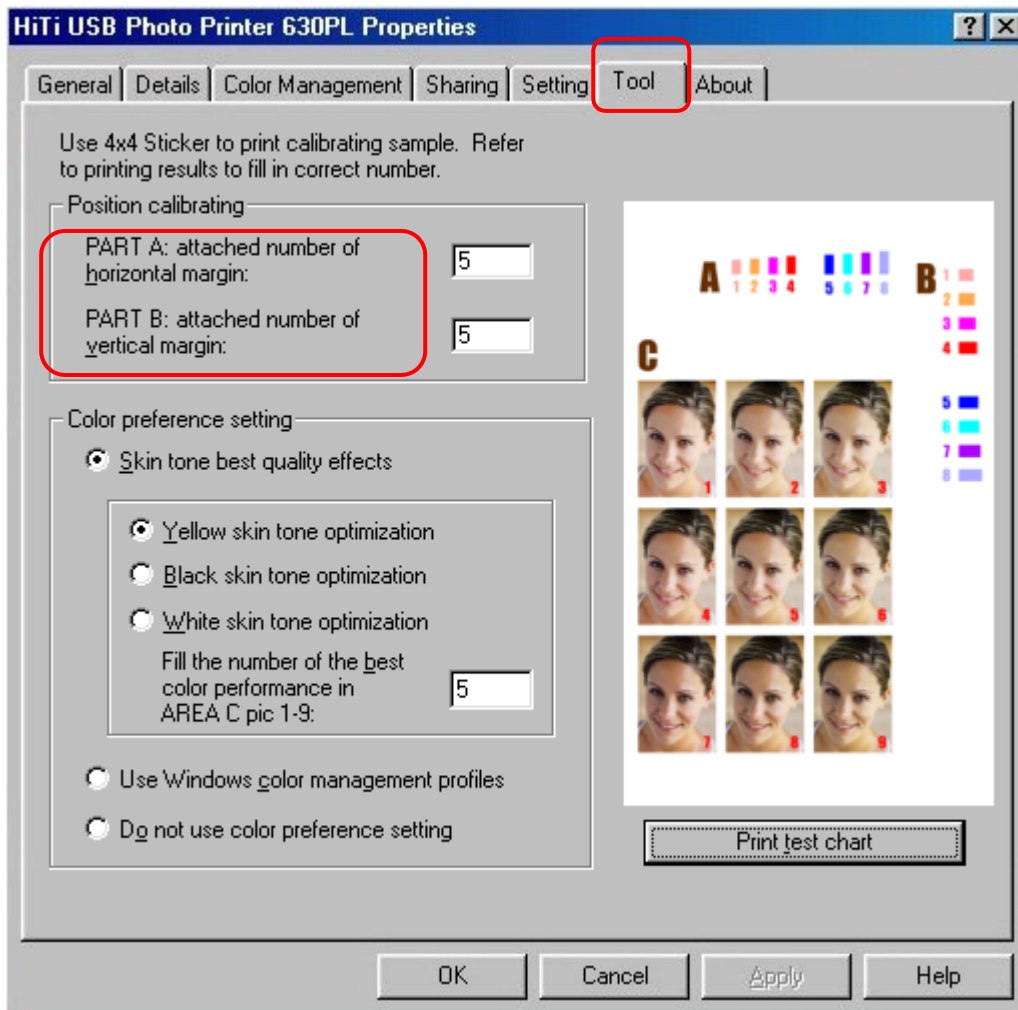 HiTi USB Photo Printer 630PL Properties
General Details Color Management Sharing Setting Tool About
Use 4x4 Sticker to print calibrating sample. Refer
to printing results to fill in correct number.
Position calibrating
PART A: attached number of
horizontal margin:
5
PART B: attached number of
vertical margin:
5
Color preference setting
Skin tone best quality effects
Yellow skin tone optimization
Black skin tone optimization
White skin tone optimization
Fill the number of the best
color performance in
AREA C pic 1-9:
5
Use Windows color management profiles
Do not use color preference setting
A
1 2 3 4 5 6 7 8
B
1
2
3
4
5
6
7
8
C
1 2 3
4 5 6
7 8 9
Print test chart
OK Cancel Apply Help